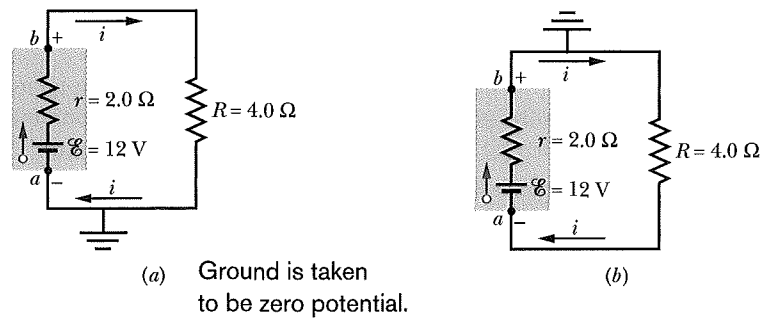 i
b +
r = 2.0 Ω
R = 4.0 Ω
ℰ = 12 V
a −
i
(a) Ground is taken
to be zero potential.
i
b +
r = 2.0 Ω
R = 4.0 Ω
ℰ = 12 V
a −
i
(b)